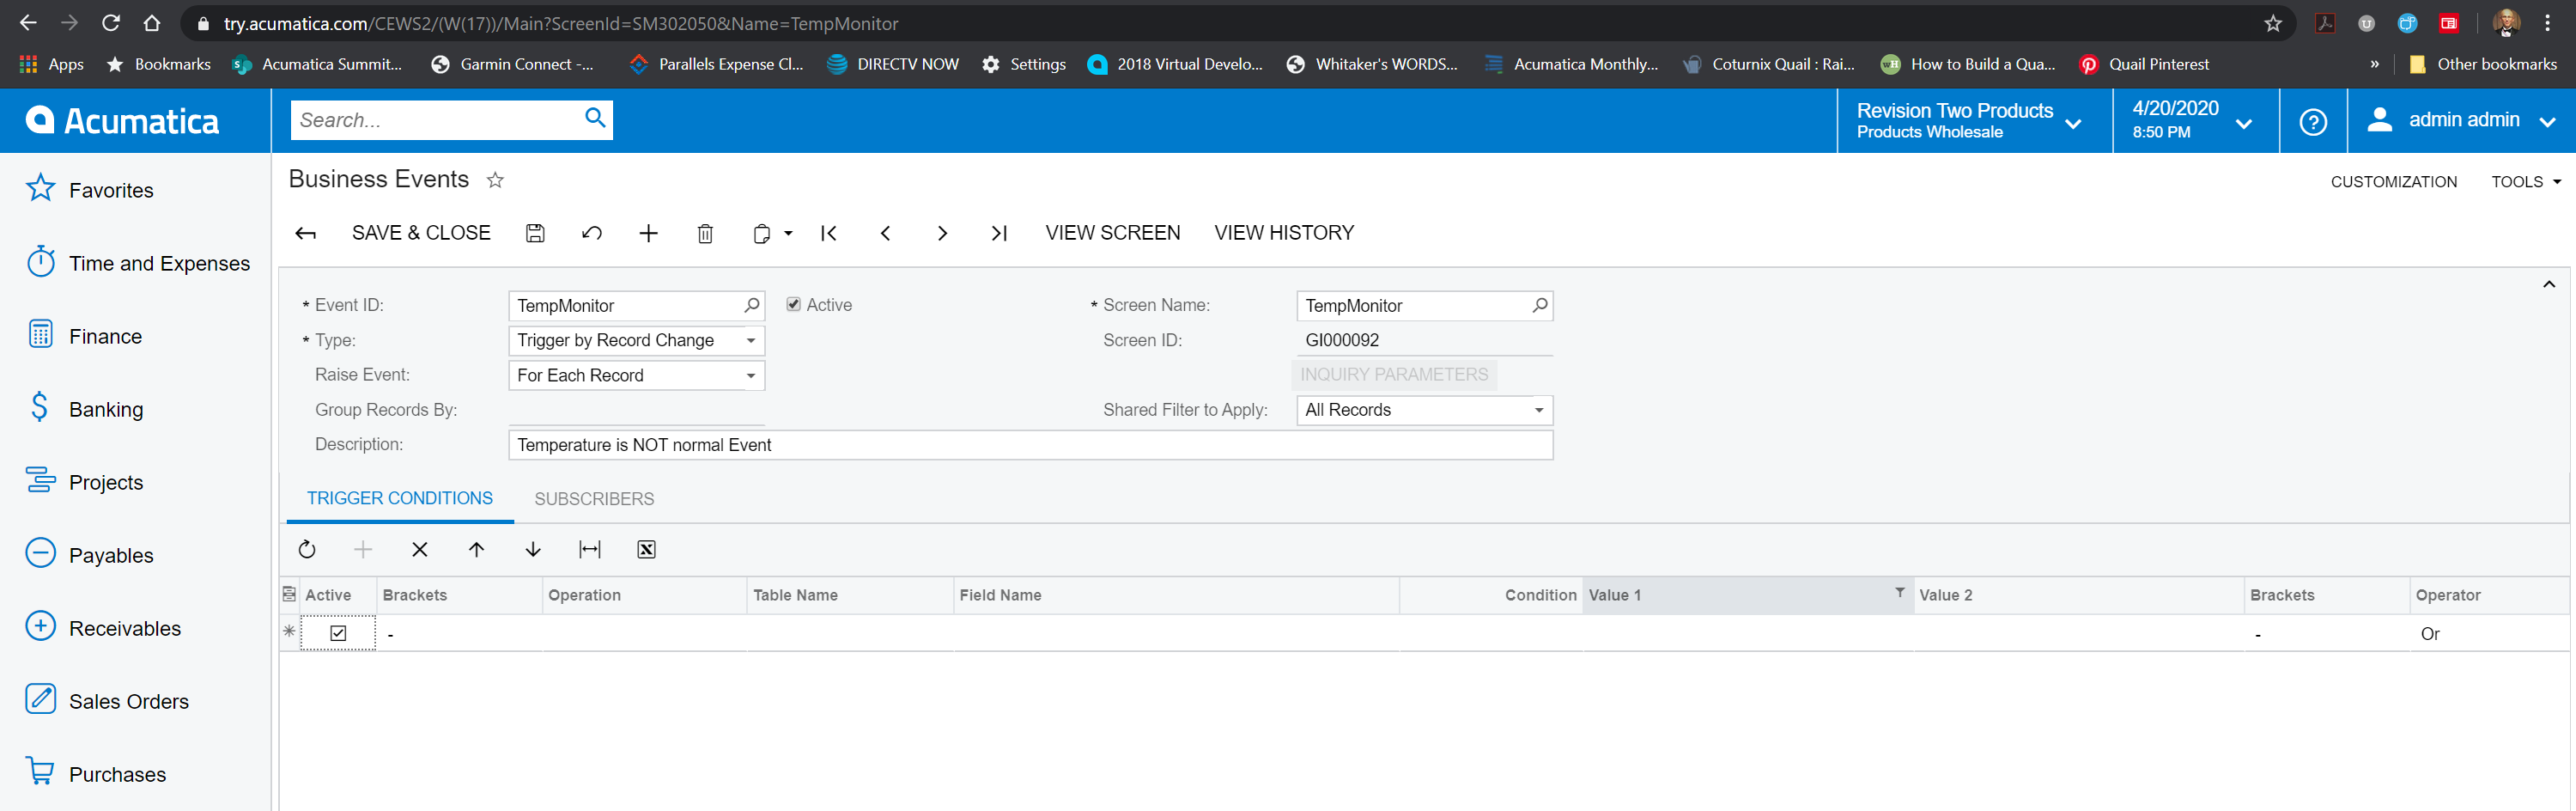 try.acumatica.com/CEWS2/(W(17))/Main?ScreenId=SM302050&Name=TempMonitor
Apps Bookmarks Acumatica Summit... Garmin Connect -... Parallels Expense Cl... DIRECTV NOW Settings 2018 Virtual Develo... Whitaker's WORDS... Acumatica Monthly... Coturnix Quail : Rai... How to Build a Qua... Quail Pinterest » Other bookmarks
Acumatica Search... Revision Two Products 4/20/2020 admin admin
Products Wholesale 8:50 PM
Favorites
Time and Expenses
Finance
Banking
Projects
Payables
Receivables
Sales Orders
Purchases
Business Events CUSTOMIZATION TOOLS
SAVE & CLOSE VIEW SCREEN VIEW HISTORY
* Event ID: TempMonitor Active * Screen Name: TempMonitor
* Type: Trigger by Record Change Screen ID: GI000092
Raise Event: For Each Record INQUIRY PARAMETERS
Group Records By: Shared Filter to Apply: All Records
Description: Temperature is NOT normal Event
TRIGGER CONDITIONS SUBSCRIBERS
Active Brackets Operation Table Name Field Name Condition Value 1 Value 2 Brackets Operator
- - Or